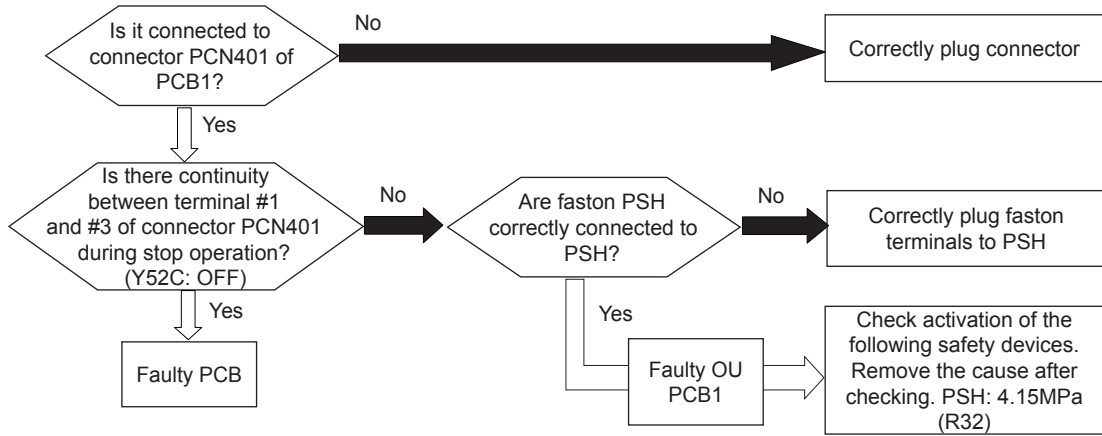 Is it connected to
connector PCN401 of
PCB1?
No
Correctly plug connector
Yes
Is there continuity
between terminal #1
and #3 of connector PCN401
during stop operation?
(Y52C: OFF)
No
Are faston PSH
correctly connected to
PSH?
No
Correctly plug faston
terminals to PSH
Yes
Faulty PCB
Yes
Faulty OU
PCB1
Check activation of the
following safety devices.
Remove the cause after
checking. PSH: 4.15MPa
(R32)